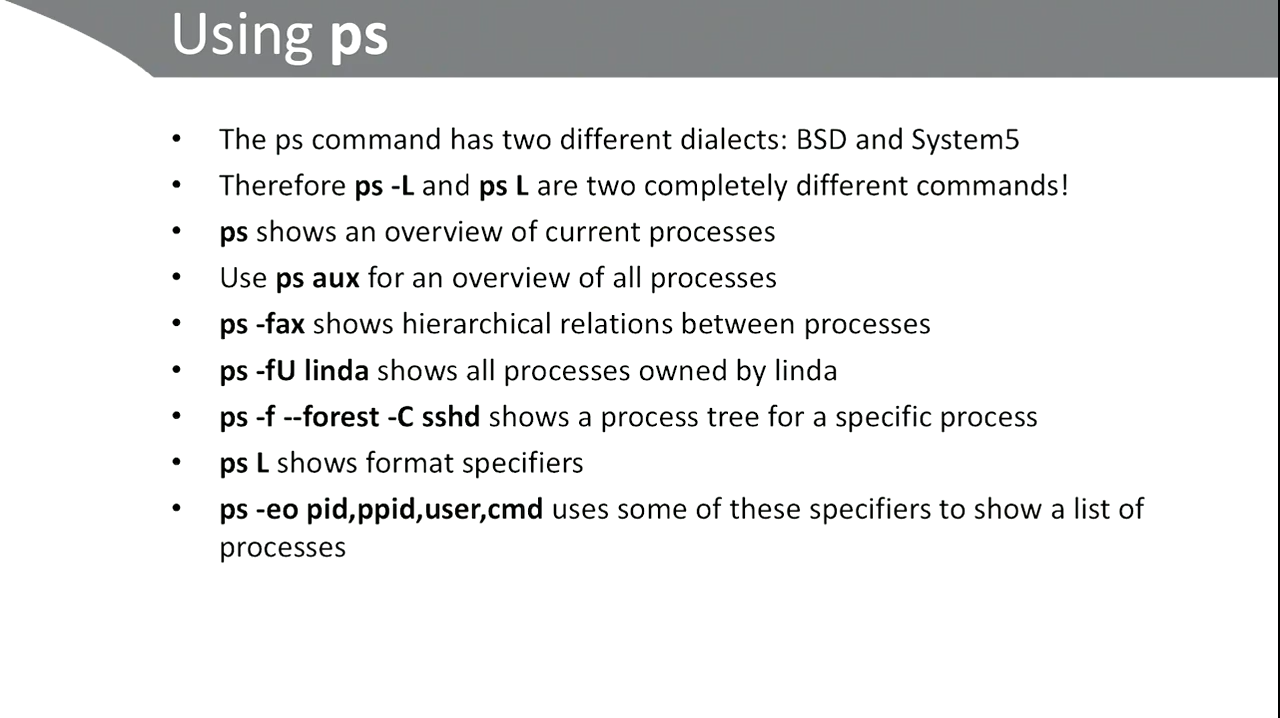 Using ps
• The ps command has two different dialects: BSD and System5
• Therefore ps -L and ps L are two completely different commands!
• ps shows an overview of current processes
• Use ps aux for an overview of all processes
• ps -fax shows hierarchical relations between processes
• ps -fU linda shows all processes owned by linda
• ps -f --forest -C sshd shows a process tree for a specific process
• ps L shows format specifiers
• ps -eo pid,ppid,user,cmd uses some of these specifiers to show a list of
processes